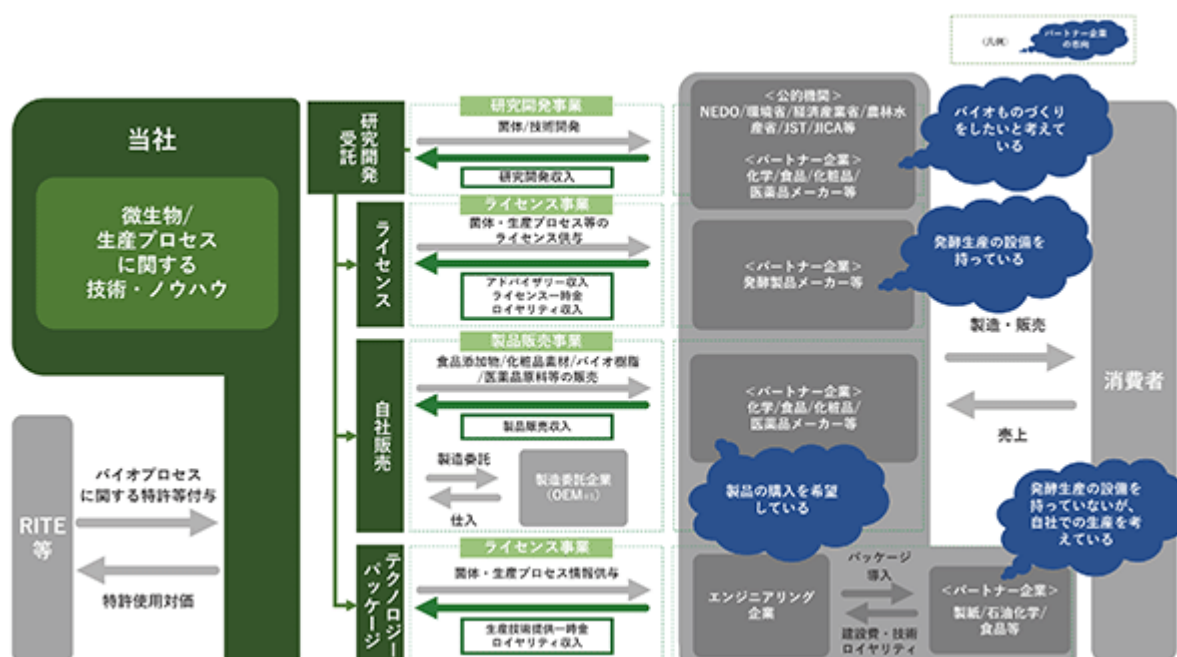 （凡例）
パートナー企業
の意向
当社
微生物/
生産プロセス
に関する
技術・ノウハウ
RITE
等
バイオプロセス
に関する特許等付与
特許使用対価
研究開発
受託
研究開発事業
菌体/技術開発
研究開発収入
＜公的機関＞
NEDO/環境省/経済産業省/農林水
産省/JST/JICA等
＜パートナー企業＞
化学/食品/化粧品/
医薬品メーカー等
バイオものづくり
をしたいと考えて
いる
ライセンス
ライセンス事業
菌体・生産プロセス等の
ライセンス供与
アドバイザリー収入
ライセンス一時金
ロイヤリティ収入
＜パートナー企業＞
発酵製品メーカー等
発酵生産の設備を
持っている
自社販売
製品販売事業
食品添加物/化粧品素材/バイオ樹脂
/医薬品原料等の販売
製品販売収入
製造委託
仕入
製造委託企業
（OEM※1）
＜パートナー企業＞
化学/食品/化粧品/
医薬品メーカー等
製品の購入を希望
している
製造・販売
売上
消費者
テクノロジー
パッケージ
ライセンス事業
菌体・生産プロセス情報供与
生産技術提供一時金
ロイヤリティ収入
エンジニアリング
企業
パッケージ
導入
建設費・技術
ロイヤリティ
＜パートナー企業＞
製紙/石油化学/
食品等
発酵生産の設備を
持っていないが、
自社での生産を考
えている